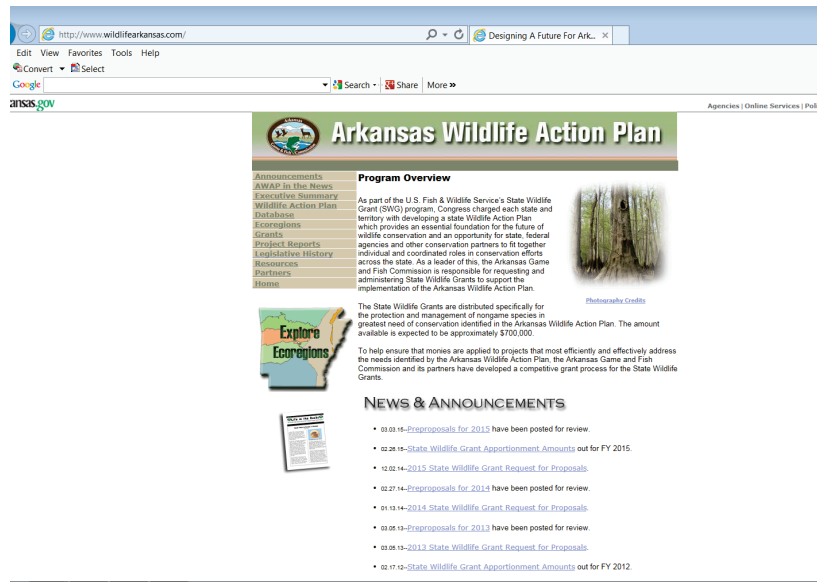 http://www.wildlifearkansas.com/
Designing A Future For Ark...
Edit View Favorites Tools Help
Convert Select
Google Search Share More »
ansas.gov
Agencies | Online Services | Poli
Arkansas Wildlife Action Plan
Announcements
AWAP in the News
Executive Summary
Wildlife Action Plan
Database
Ecoregions
Grants
Project Reports
Legislative History
Resources
Partners
Home
Explore
Ecoregions
Program Overview
As part of the U.S. Fish & Wildlife Service's State Wildlife
Grant (SWG) program, Congress charged each state and
territory with developing a state Wildlife Action Plan
which provides an essential foundation for the future of
wildlife conservation and an opportunity for state, federal
agencies and other conservation partners to fit together
individual and coordinated roles in conservation efforts
across the state. As a leader of this, the Arkansas Game
and Fish Commission is responsible for requesting and
administering State Wildlife Grants to support the
implementation of the Arkansas Wildlife Action Plan.
Photography Credits
The State Wildlife Grants are distributed specifically for
the protection and management of nongame species in
greatest need of conservation identified in the Arkansas Wildlife Action Plan. The amount
available is expected to be approximately $700,000.
To help ensure that monies are applied to projects that most efficiently and effectively address
the needs identified by the Arkansas Wildlife Action Plan, the Arkansas Game and Fish
Commission and its partners have developed a competitive grant process for the State Wildlife
Grants.
News & Announcements
• 03.03.15--Preproposals for 2015 have been posted for review.
• 02.26.15--State Wildlife Grant Apportionment Amounts out for FY 2015.
• 12.02.14--2015 State Wildlife Grant Request for Proposals.
• 02.27.14--Preproposals for 2014 have been posted for review.
• 01.13.14--2014 State Wildlife Grant Request for Proposals.
• 03.05.13--Preproposals for 2013 have been posted for review.
• 03.05.13--2013 State Wildlife Grant Request for Proposals.
• 02.17.12--State Wildlife Grant Apportionment Amounts out for FY 2012.